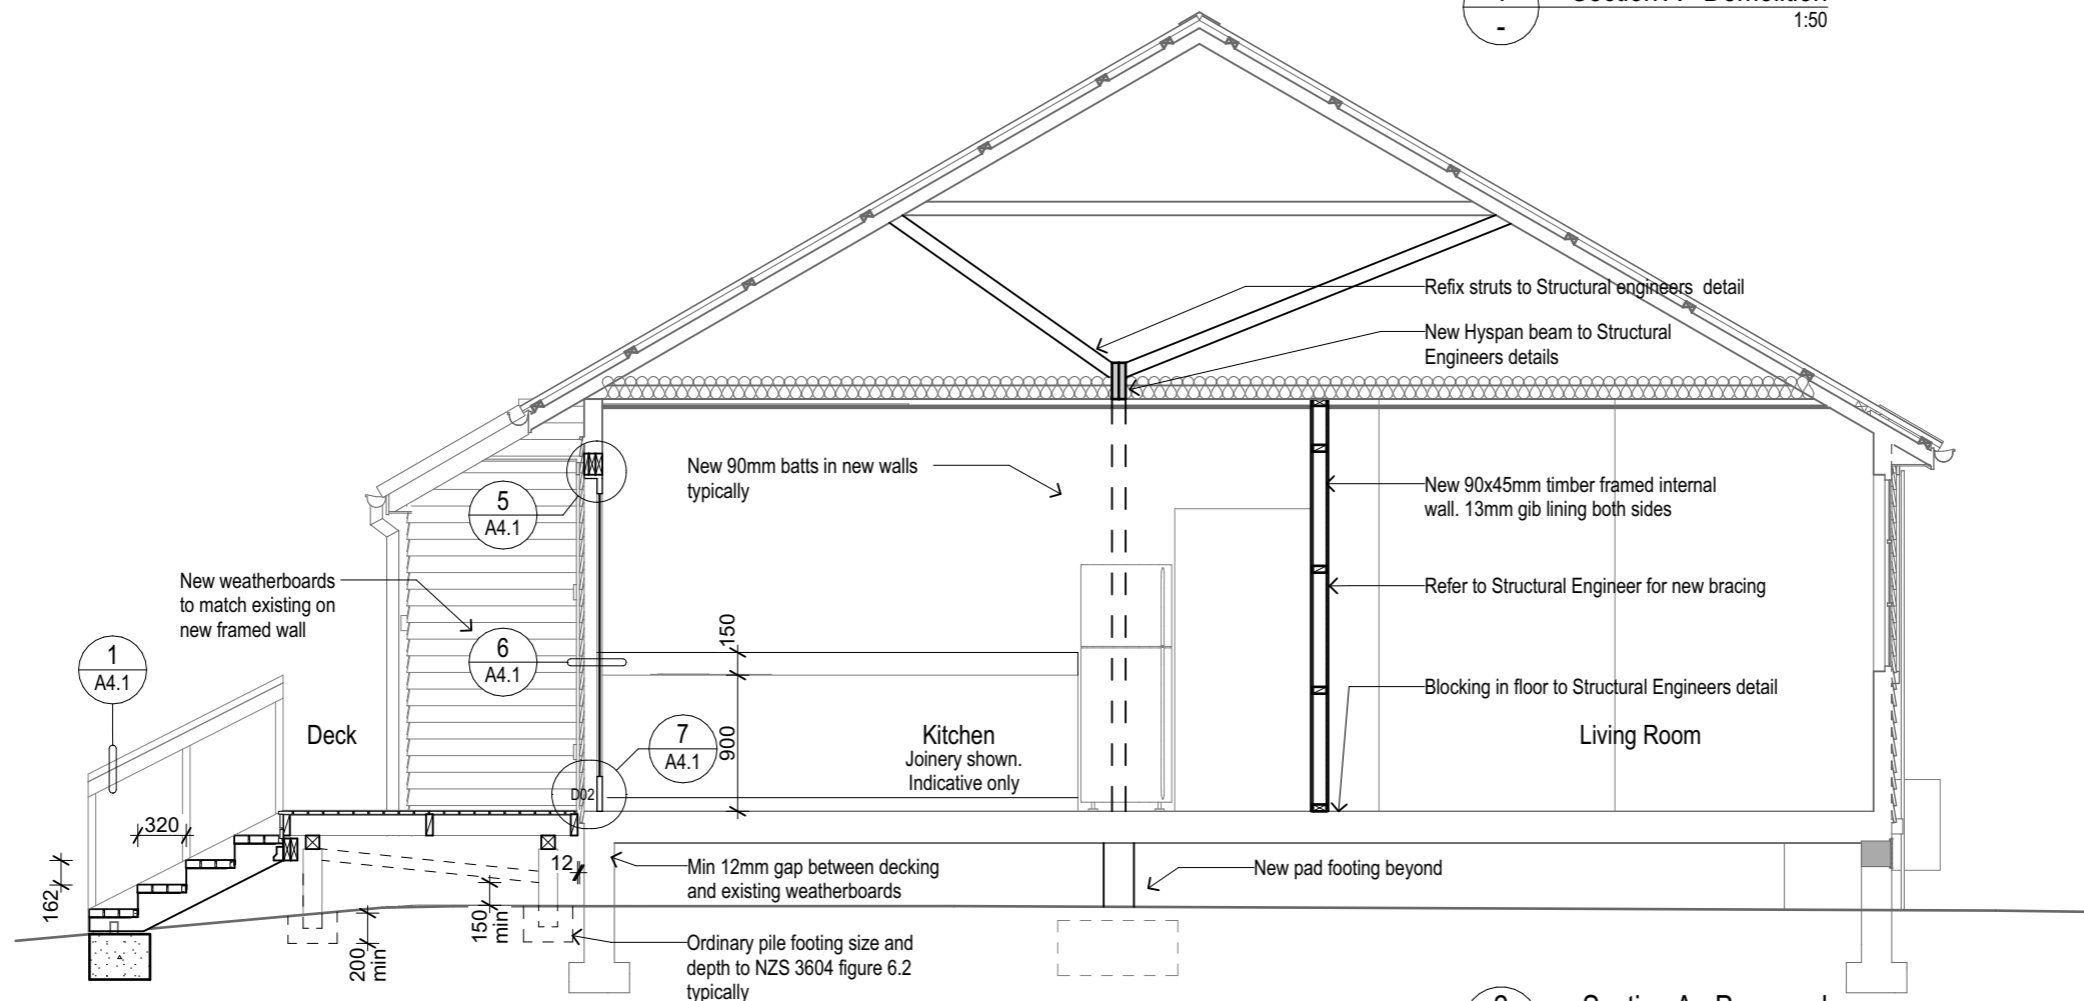 1:50
-
Refix struts to Structural engineers detail
New Hyspan beam to Structural
Engineers details
New 90mm batts in new walls
typically
New 90x45mm timber framed internal
wall. 13mm gib lining both sides
5
A4.1
New weatherboards
to match existing on
new framed wall
Refer to Structural Engineer for new bracing
150
6
A4.1
1
A4.1
Blocking in floor to Structural Engineers detail
Deck
7
A4.1
900
Kitchen
Joinery shown.
Indicative only
Living Room
D02
320
162
12
Min 12mm gap between decking
and existing weatherboards
New pad footing beyond
150
min
200
min
Ordinary pile footing size and
depth to NZS 3604 figure 6.2
typically